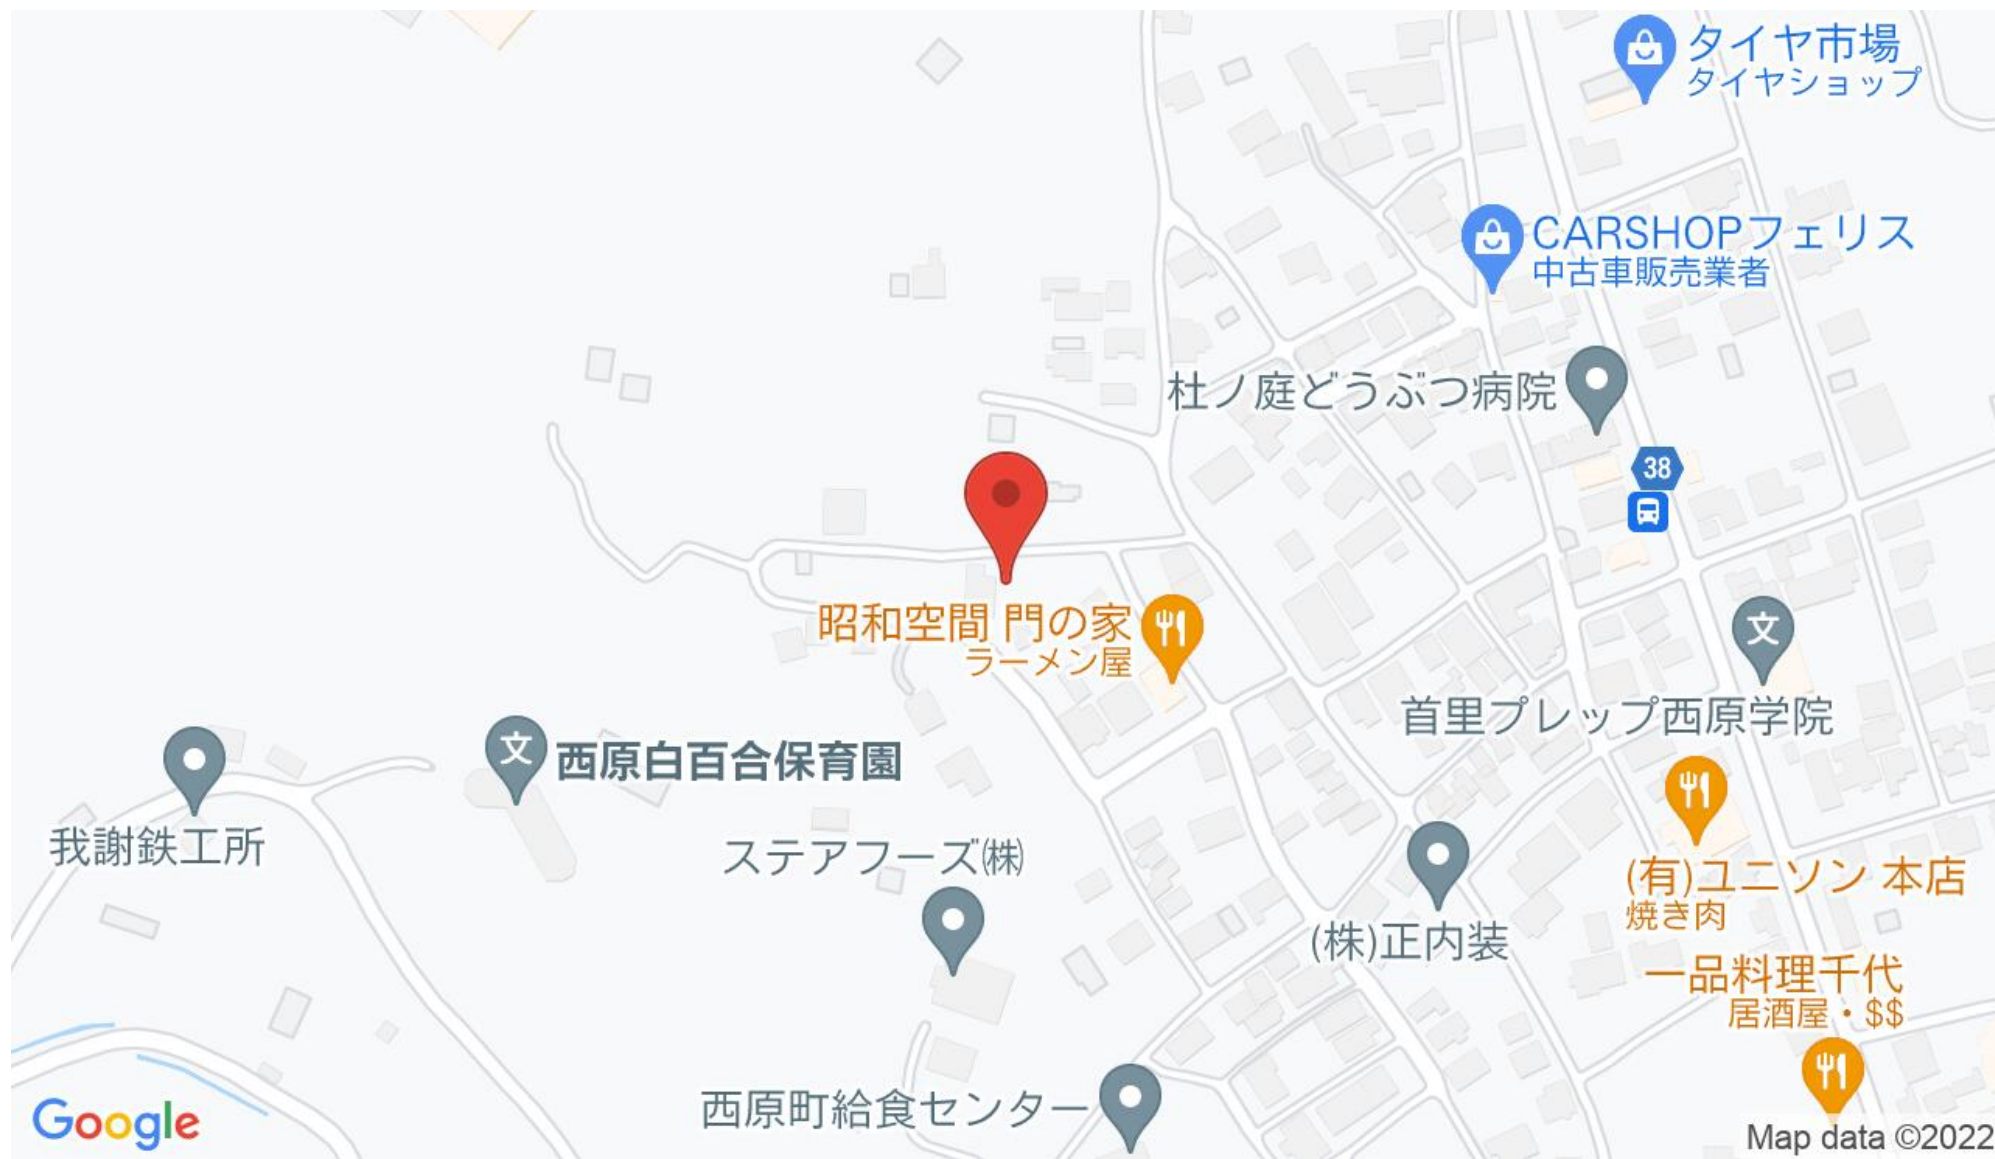 タイヤ市場
タイヤショップ
CARSHOPフェリス
中古車販売業者
杜ノ庭どうぶつ病院
38
昭和空間 門の家
ラーメン屋
文
首里プレップ西原学院
文
西原白百合保育園
我謝鉄工所
ステアフーズ㈱
(有)ユニソン 本店
焼き肉
(株)正内装
一品料理千代
居酒屋・$$
西原町給食センター
Google
Map data ©2022